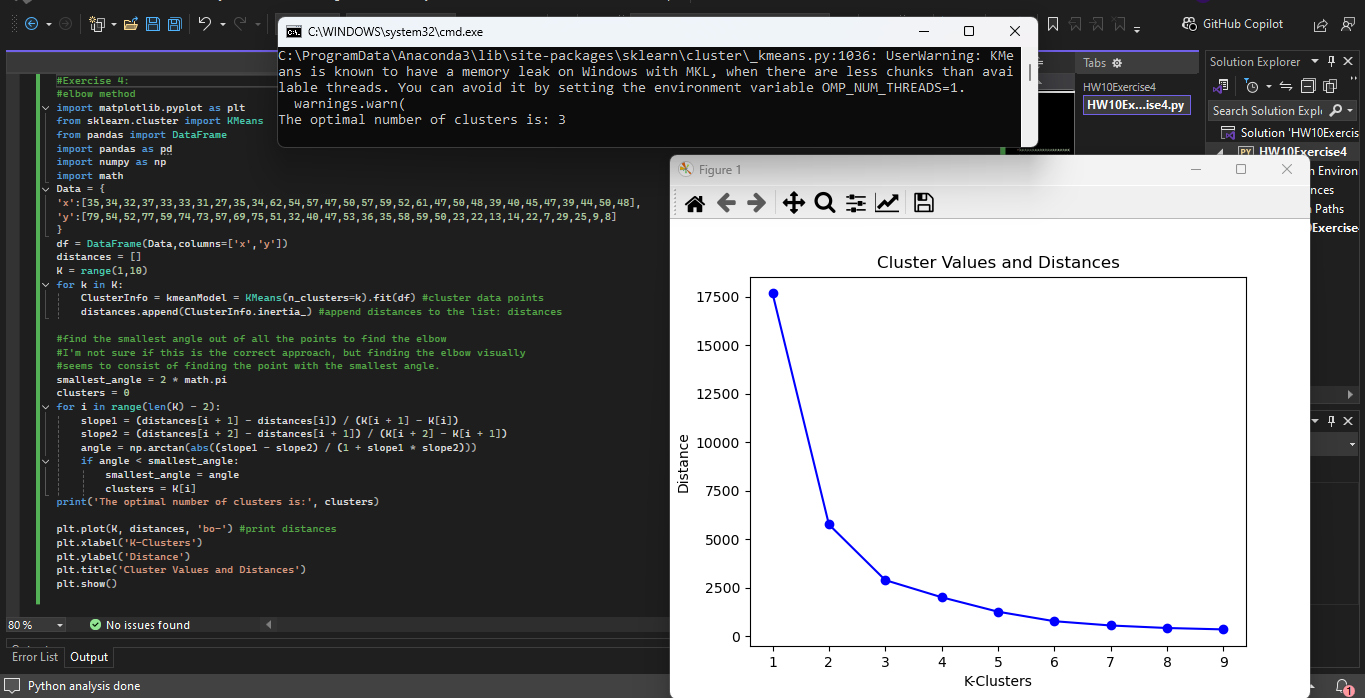 C:\WINDOWS\system32\cmd.exe
C:\ProgramData\Anaconda3\lib\site-packages\sklearn\cluster\_kmeans.py:1036: UserWarning: KMe
ans is known to have a memory leak on Windows with MKL, when there are less chunks than avai
lable threads. You can avoid it by setting the environment variable OMP_NUM_THREADS=1.
  warnings.warn(
The optimal number of clusters is: 3
GitHub Copilot
Tabs
HW10Exercise4
HW10Ex...ise4.py
Solution Explorer
Search Solution Expl
Solution 'HW10Exercis
HW10Exercise4
n Environ
nces
Paths
0Exercise
#Exercise 4:
#elbow method
import matplotlib.pyplot as plt
from sklearn.cluster import KMeans
from pandas import DataFrame
import pandas as pd
import numpy as np
import math
Data = {
'x':[35,34,32,37,33,33,31,27,35,34,62,54,57,47,50,57,59,52,61,47,50,48,39,40,45,47,39,44,50,48],
'y':[79,54,52,77,59,74,73,57,69,75,51,32,40,47,53,36,35,58,59,50,23,22,13,14,22,7,29,25,9,8]
}
df = DataFrame(Data,columns=['x','y'])
distances = []
K = range(1,10)
for k in K:
    ClusterInfo = kmeanModel = KMeans(n_clusters=k).fit(df) #cluster data points
    distances.append(ClusterInfo.inertia_) #append distances to the list: distances
#find the smallest angle out of all the points to find the elbow
#I'm not sure if this is the correct approach, but finding the elbow visually
#seems to consist of finding the point with the smallest angle.
smallest_angle = 2 * math.pi
clusters = 0
for i in range(len(K) - 2):
    slope1 = (distances[i + 1] - distances[i]) / (K[i + 1] - K[i])
    slope2 = (distances[i + 2] - distances[i + 1]) / (K[i + 2] - K[i + 1])
    angle = np.arctan(abs((slope1 - slope2) / (1 + slope1 * slope2)))
    if angle < smallest_angle:
        smallest_angle = angle
        clusters = K[i]
print('The optimal number of clusters is:', clusters)
plt.plot(K, distances, 'bo-') #print distances
plt.xlabel('K-Clusters')
plt.ylabel('Distance')
plt.title('Cluster Values and Distances')
plt.show()
80 %
No issues found
Error List
Output
Python analysis done
1
Figure 1
Cluster Values and Distances
17500
15000
12500
10000
7500
5000
2500
0
Distance
1 2 3 4 5 6 7 8 9
K-Clusters